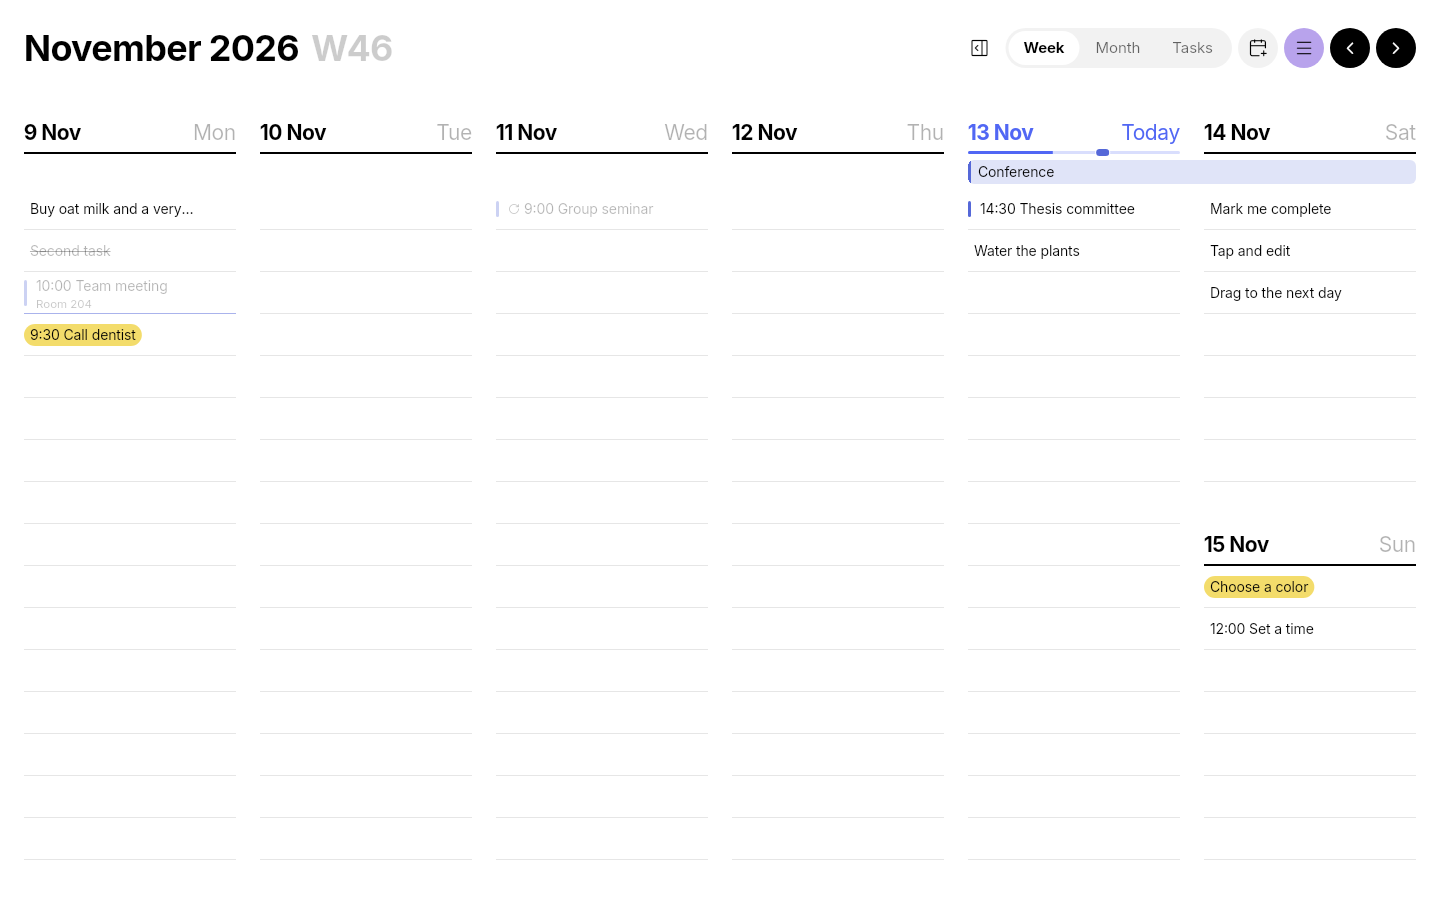 November 2026 W46
Week Month Tasks
9 Nov Mon
Buy oat milk and a very...
Second task
10:00 Team meeting
Room 204
9:30 Call dentist
10 Nov Tue
11 Nov Wed
9:00 Group seminar
12 Nov Thu
13 Nov Today
Conference
14:30 Thesis committee
Water the plants
14 Nov Sat
Mark me complete
Tap and edit
Drag to the next day
15 Nov Sun
Choose a color
12:00 Set a time